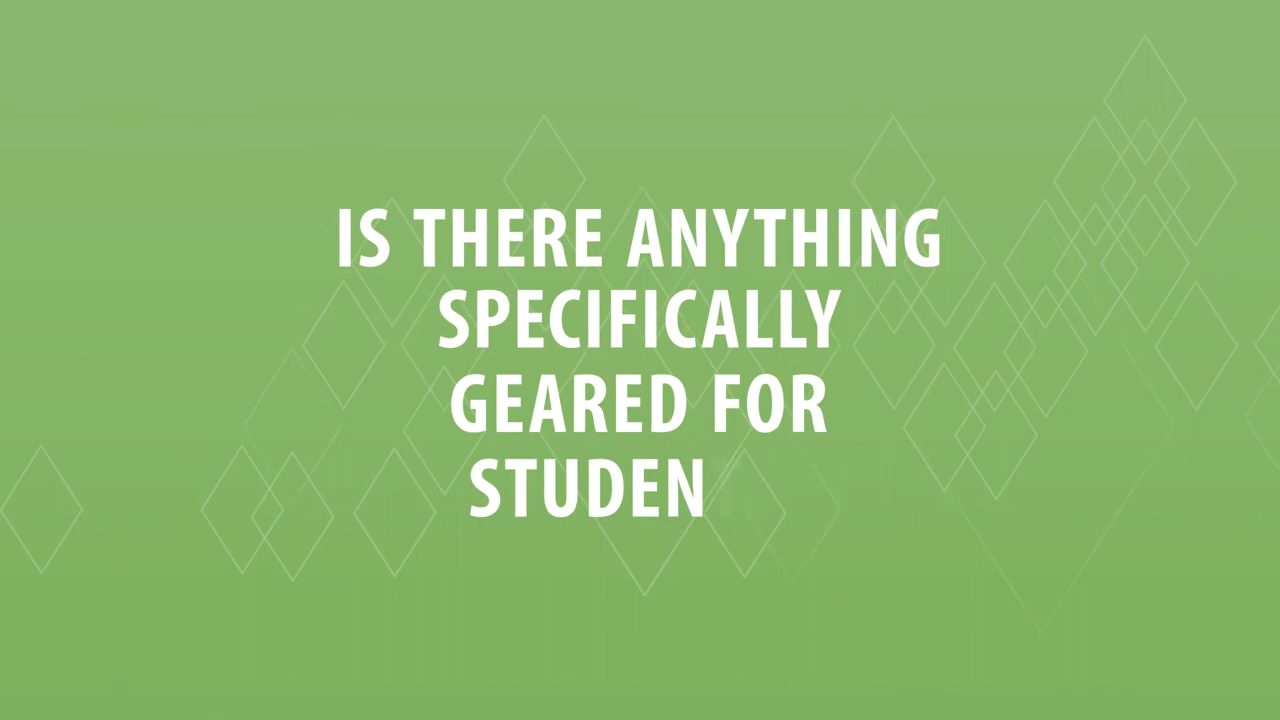 IS THERE ANYTHING
SPECIFICALLY
GEARED FOR
STUDEN